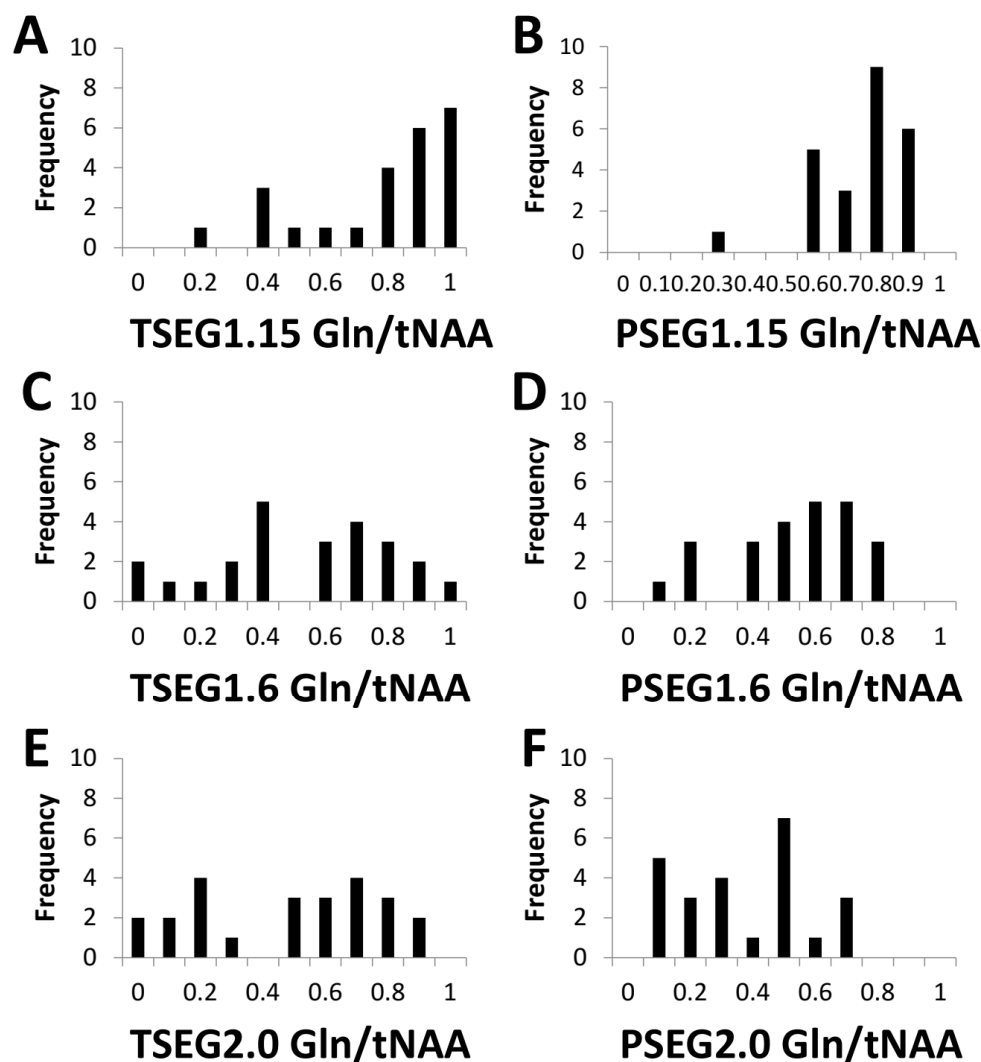 A
10
8
6
4
2
0
Frequency
0 0.2 0.4 0.6 0.8 1
TSEG1.15 Gln/tNAA
B
10
8
6
4
2
0
Frequency
0 0.10.20.30.40.50.60.70.80.9 1
PSEG1.15 Gln/tNAA
C
10
8
6
4
2
0
Frequency
0 0.2 0.4 0.6 0.8 1
TSEG1.6 Gln/tNAA
D
10
8
6
4
2
0
Frequency
0 0.2 0.4 0.6 0.8 1
PSEG1.6 Gln/tNAA
E
10
8
6
4
2
0
Frequency
0 0.2 0.4 0.6 0.8 1
TSEG2.0 Gln/tNAA
F
10
8
6
4
2
0
Frequency
0 0.2 0.4 0.6 0.8 1
PSEG2.0 Gln/tNAA